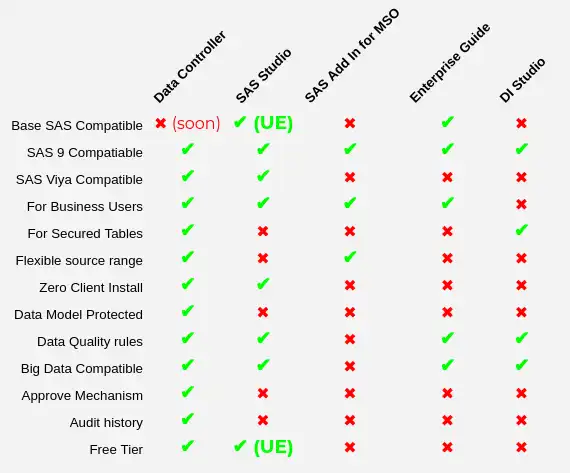 Data Controller SAS Studio SAS Add In for MSO Enterprise Guide DI Studio
Base SAS Compatible ✖ (soon) ✔ (UE) ✖ ✔ ✖
SAS 9 Compatiable ✔ ✔ ✔ ✔ ✔
SAS Viya Compatible ✔ ✔ ✖ ✖ ✖
For Business Users ✔ ✔ ✔ ✔ ✖
For Secured Tables ✔ ✖ ✖ ✖ ✔
Flexible source range ✔ ✖ ✔ ✖ ✖
Zero Client Install ✔ ✔ ✖ ✖ ✖
Data Model Protected ✔ ✖ ✖ ✖ ✖
Data Quality rules ✔ ✔ ✖ ✔ ✔
Big Data Compatible ✔ ✔ ✖ ✔ ✔
Approve Mechanism ✔ ✖ ✖ ✖ ✖
Audit history ✔ ✖ ✖ ✖ ✖
Free Tier ✔ ✔ (UE) ✖ ✖ ✖